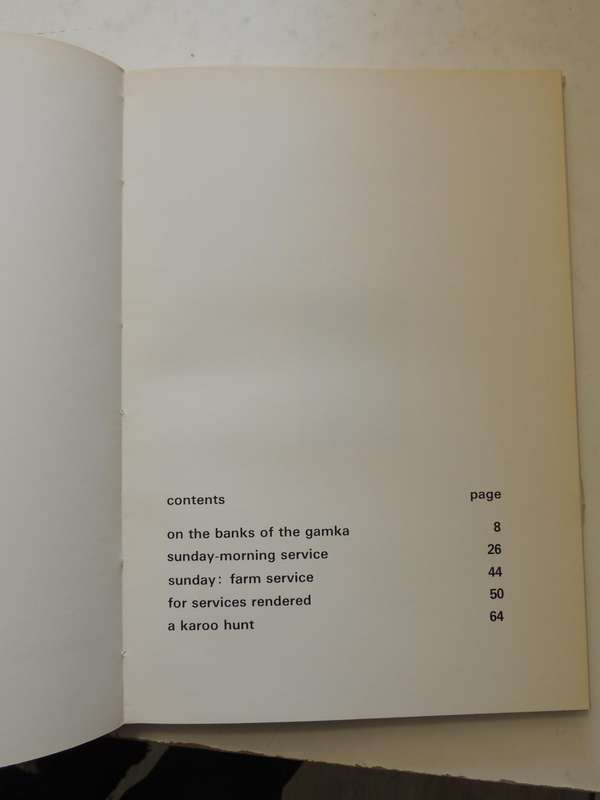 contents page
on the banks of the gamka 8
sunday-morning service 26
sunday: farm service 44
for services rendered 50
a karoo hunt 64